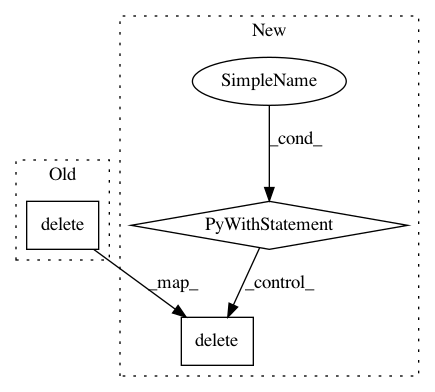 New
SimpleName
_cond_
Old
delete
PyWithStatement
_map_
_control_
delete